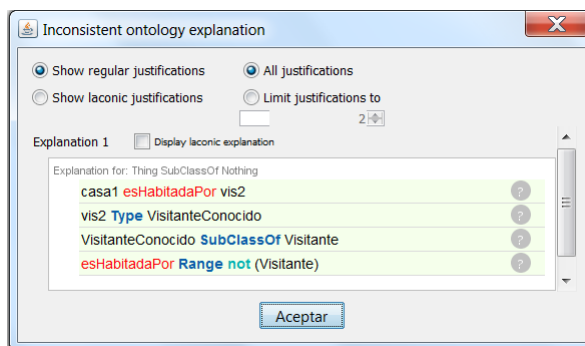 Inconsistent ontology explanation
Show regular justifications All justifications
Show laconic justifications Limit justifications to
2
Explanation 1 Display laconic explanation
Explanation for: Thing SubClassOf Nothing
casa1 esHabitadaPor vis2 ?
vis2 Type VisitanteConocido ?
VisitanteConocido SubClassOf Visitante ?
esHabitadaPor Range not (Visitante) ?
Aceptar